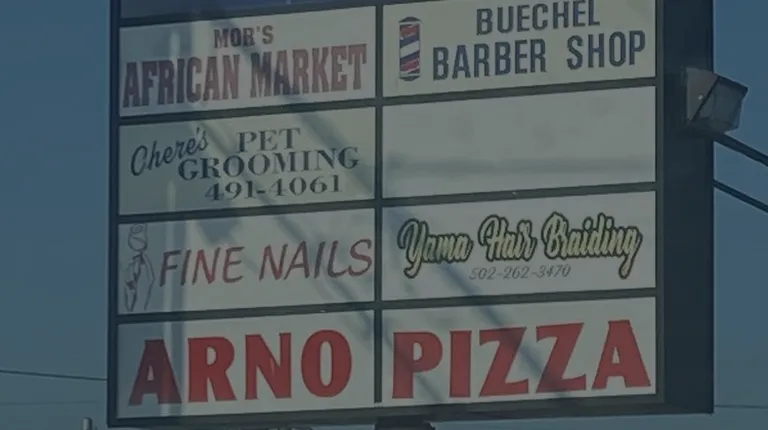 MOR'S
AFRICAN MARKET
BUECHEL
BARBER SHOP
Chere's PET
GROOMING
491-4061
FINE NAILS
Yama Hair Braiding
502-262-3470
ARNO PIZZA